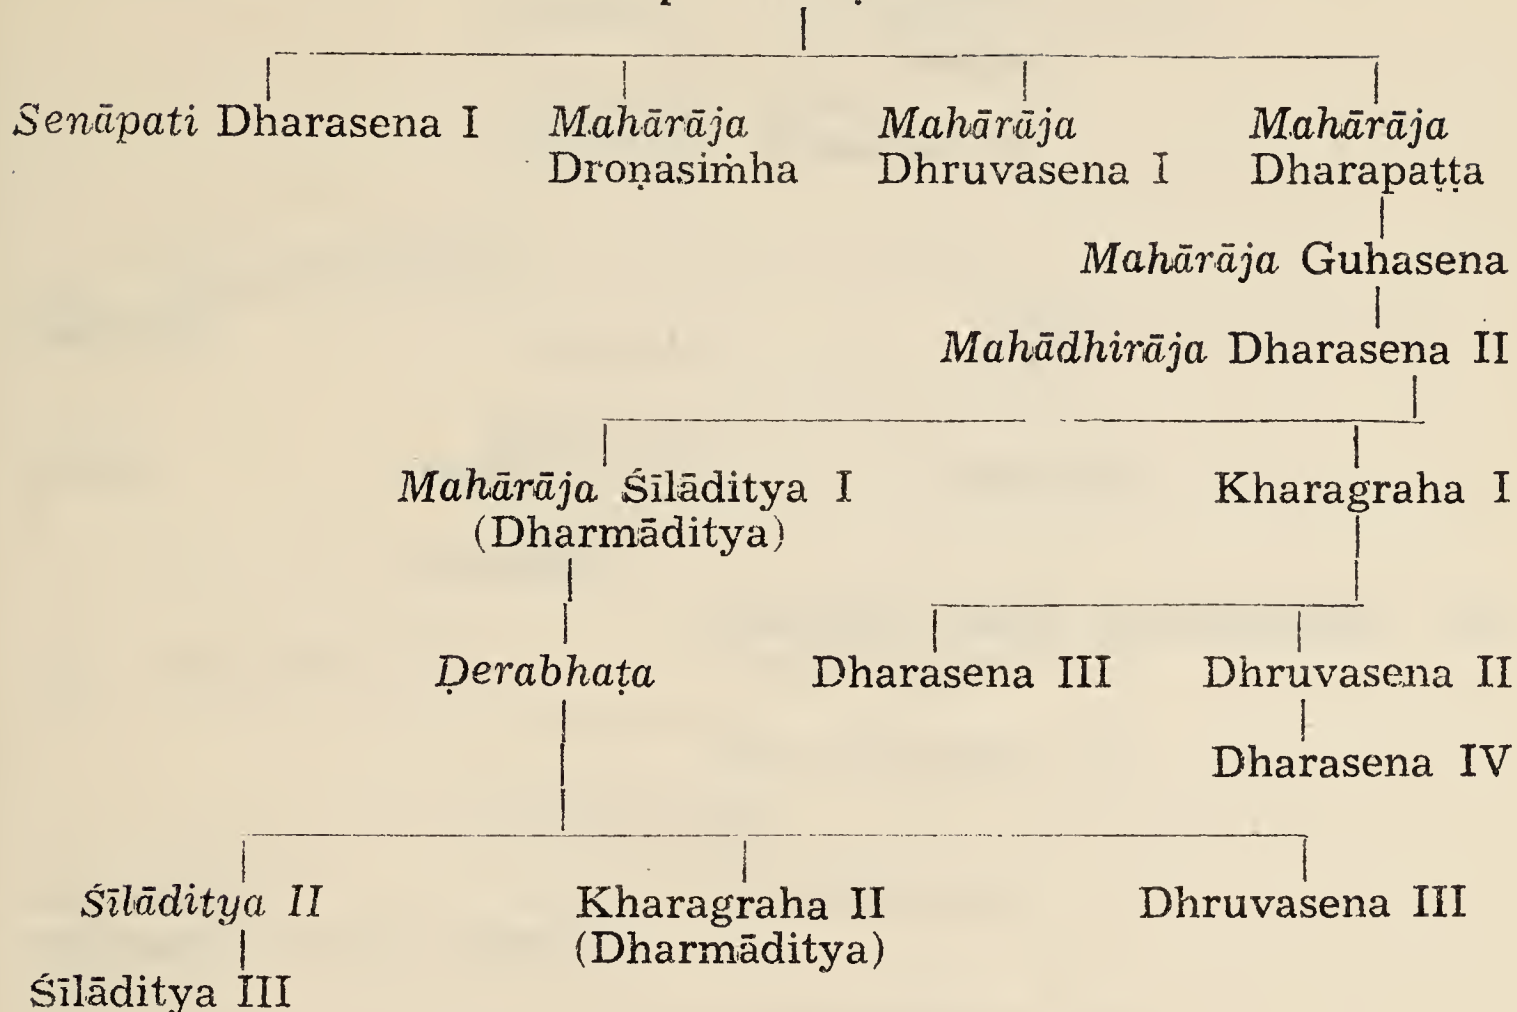 Senāpati Dharasena I Mahārāja Mahārāja Mahārāja
Droṇasiṁha Dhruvasena I Dharapaṭṭa
Mahārāja Guhasena
Mahādhirāja Dharasena II
Mahārāja Śīlāditya I Kharagraha I
(Dharmāditya)
Ḍerabhaṭa Dharasena III Dhruvasena II
Dharasena IV
Śīlāditya II Kharagraha II Dhruvasena III
(Dharmāditya)
Śīlāditya III